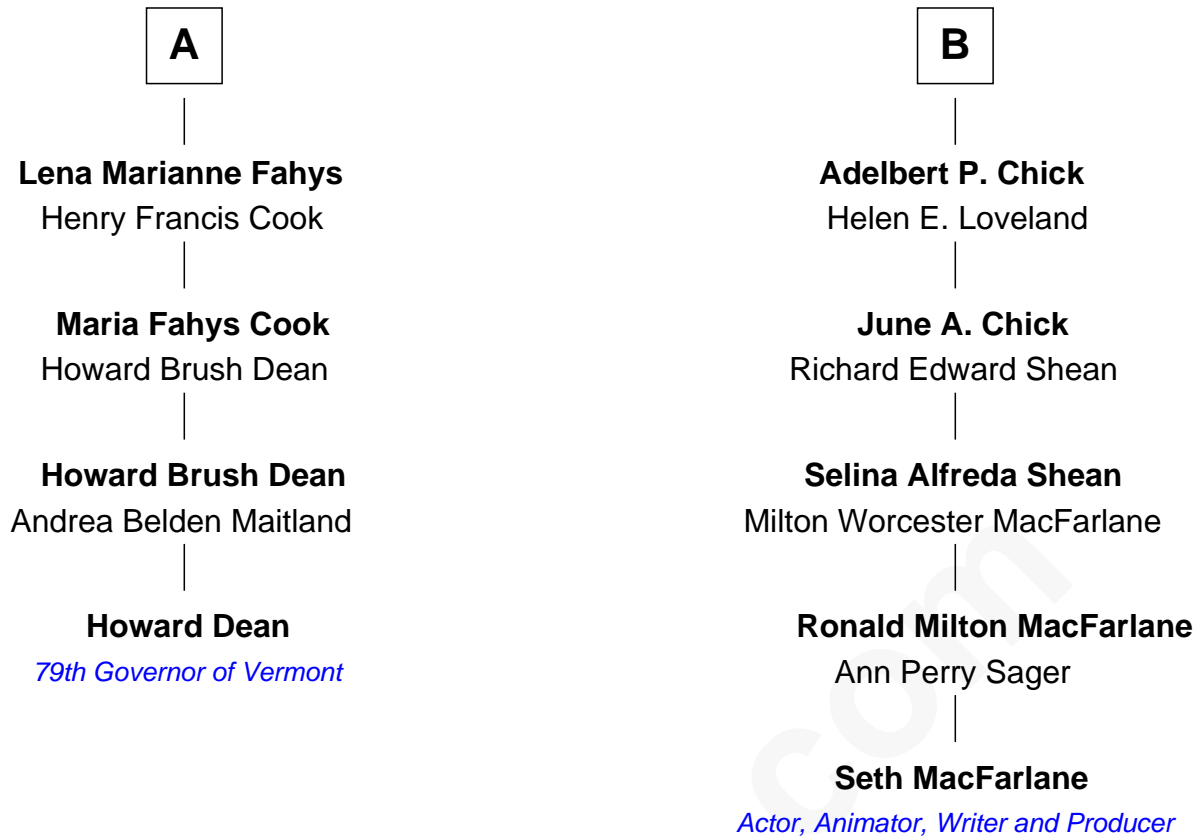 A
Lena Marianne Fahys
Henry Francis Cook
Maria Fahys Cook
Howard Brush Dean
Howard Brush Dean
Andrea Belden Maitland
Howard Dean
79th Governor of Vermont
B
Adelbert P. Chick
Helen E. Loveland
June A. Chick
Richard Edward Shean
Selina Alfreda Shean
Milton Worcester MacFarlane
Ronald Milton MacFarlane
Ann Perry Sager
Seth MacFarlane
Actor, Animator, Writer and Producer
com